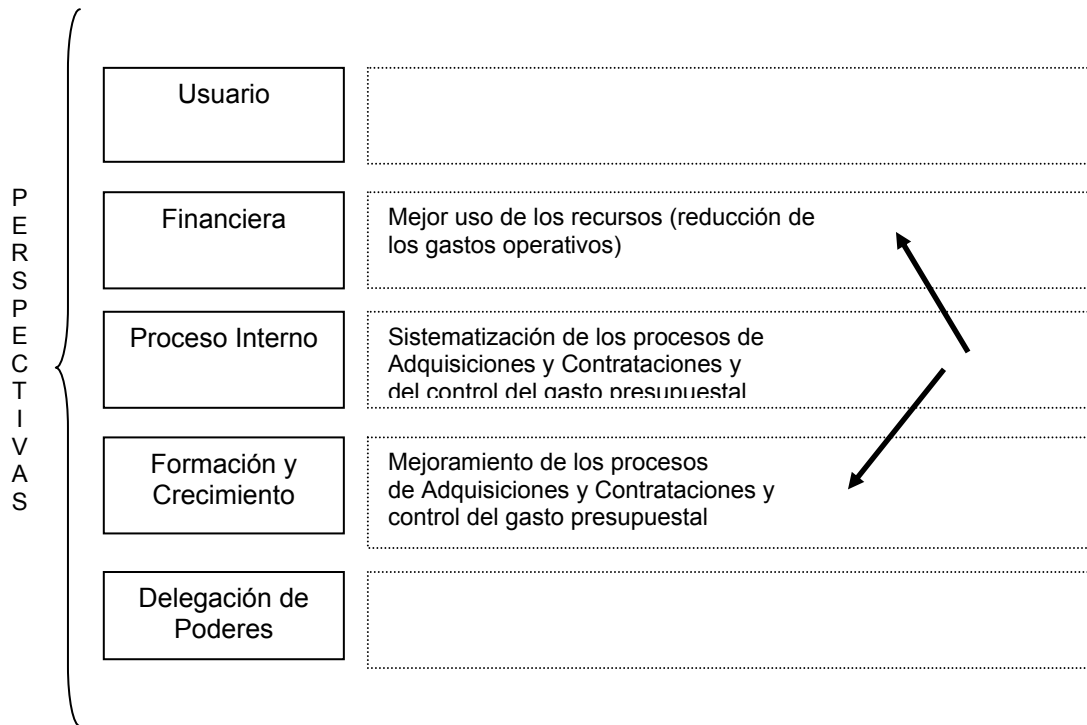 PERSPECTIVAS
Usuario
Financiera
Mejor uso de los recursos (reducción de
los gastos operativos)
Proceso Interno
Sistematización de los procesos de
Adquisiciones y Contrataciones y
del control del gasto presupuestal
Formación y
Crecimiento
Mejoramiento de los procesos
de Adquisiciones y Contrataciones y
control del gasto presupuestal
Delegación de
Poderes